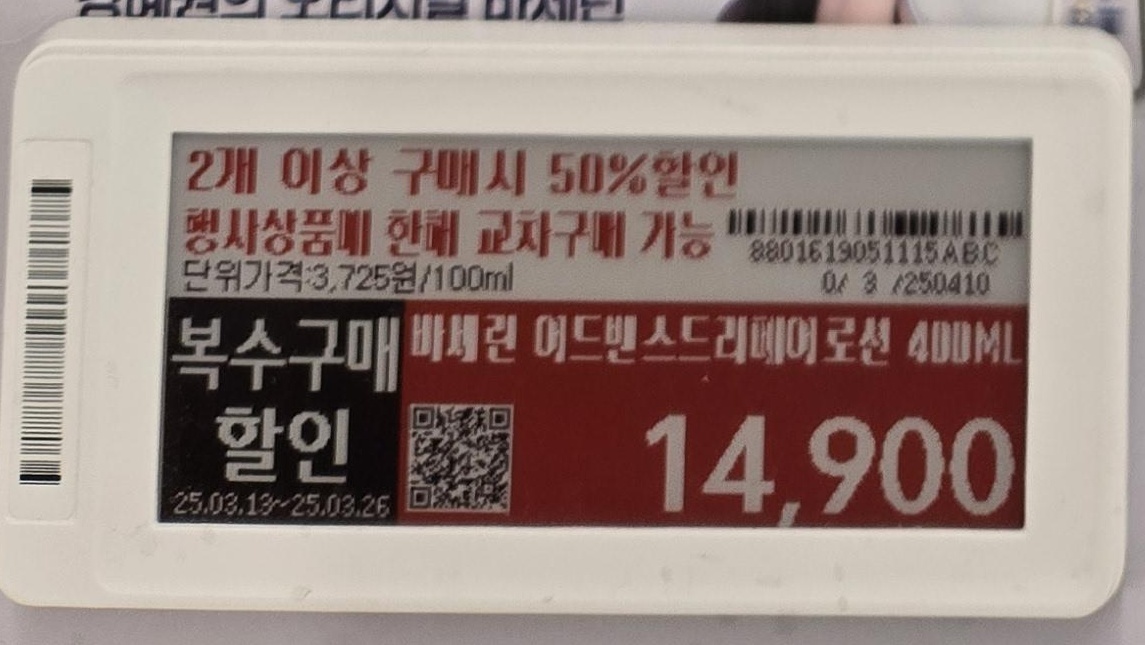 2개 이상 구매시 50%할인
행사상품에 한해 교차구매 가능
8801619051115ABC
단위가격:3,725원/100ml
0/ 3 /250410
복수구매
할인
25.03.13~25.03.26
바세린 어드밴스드리페어로션 400ML
14,900